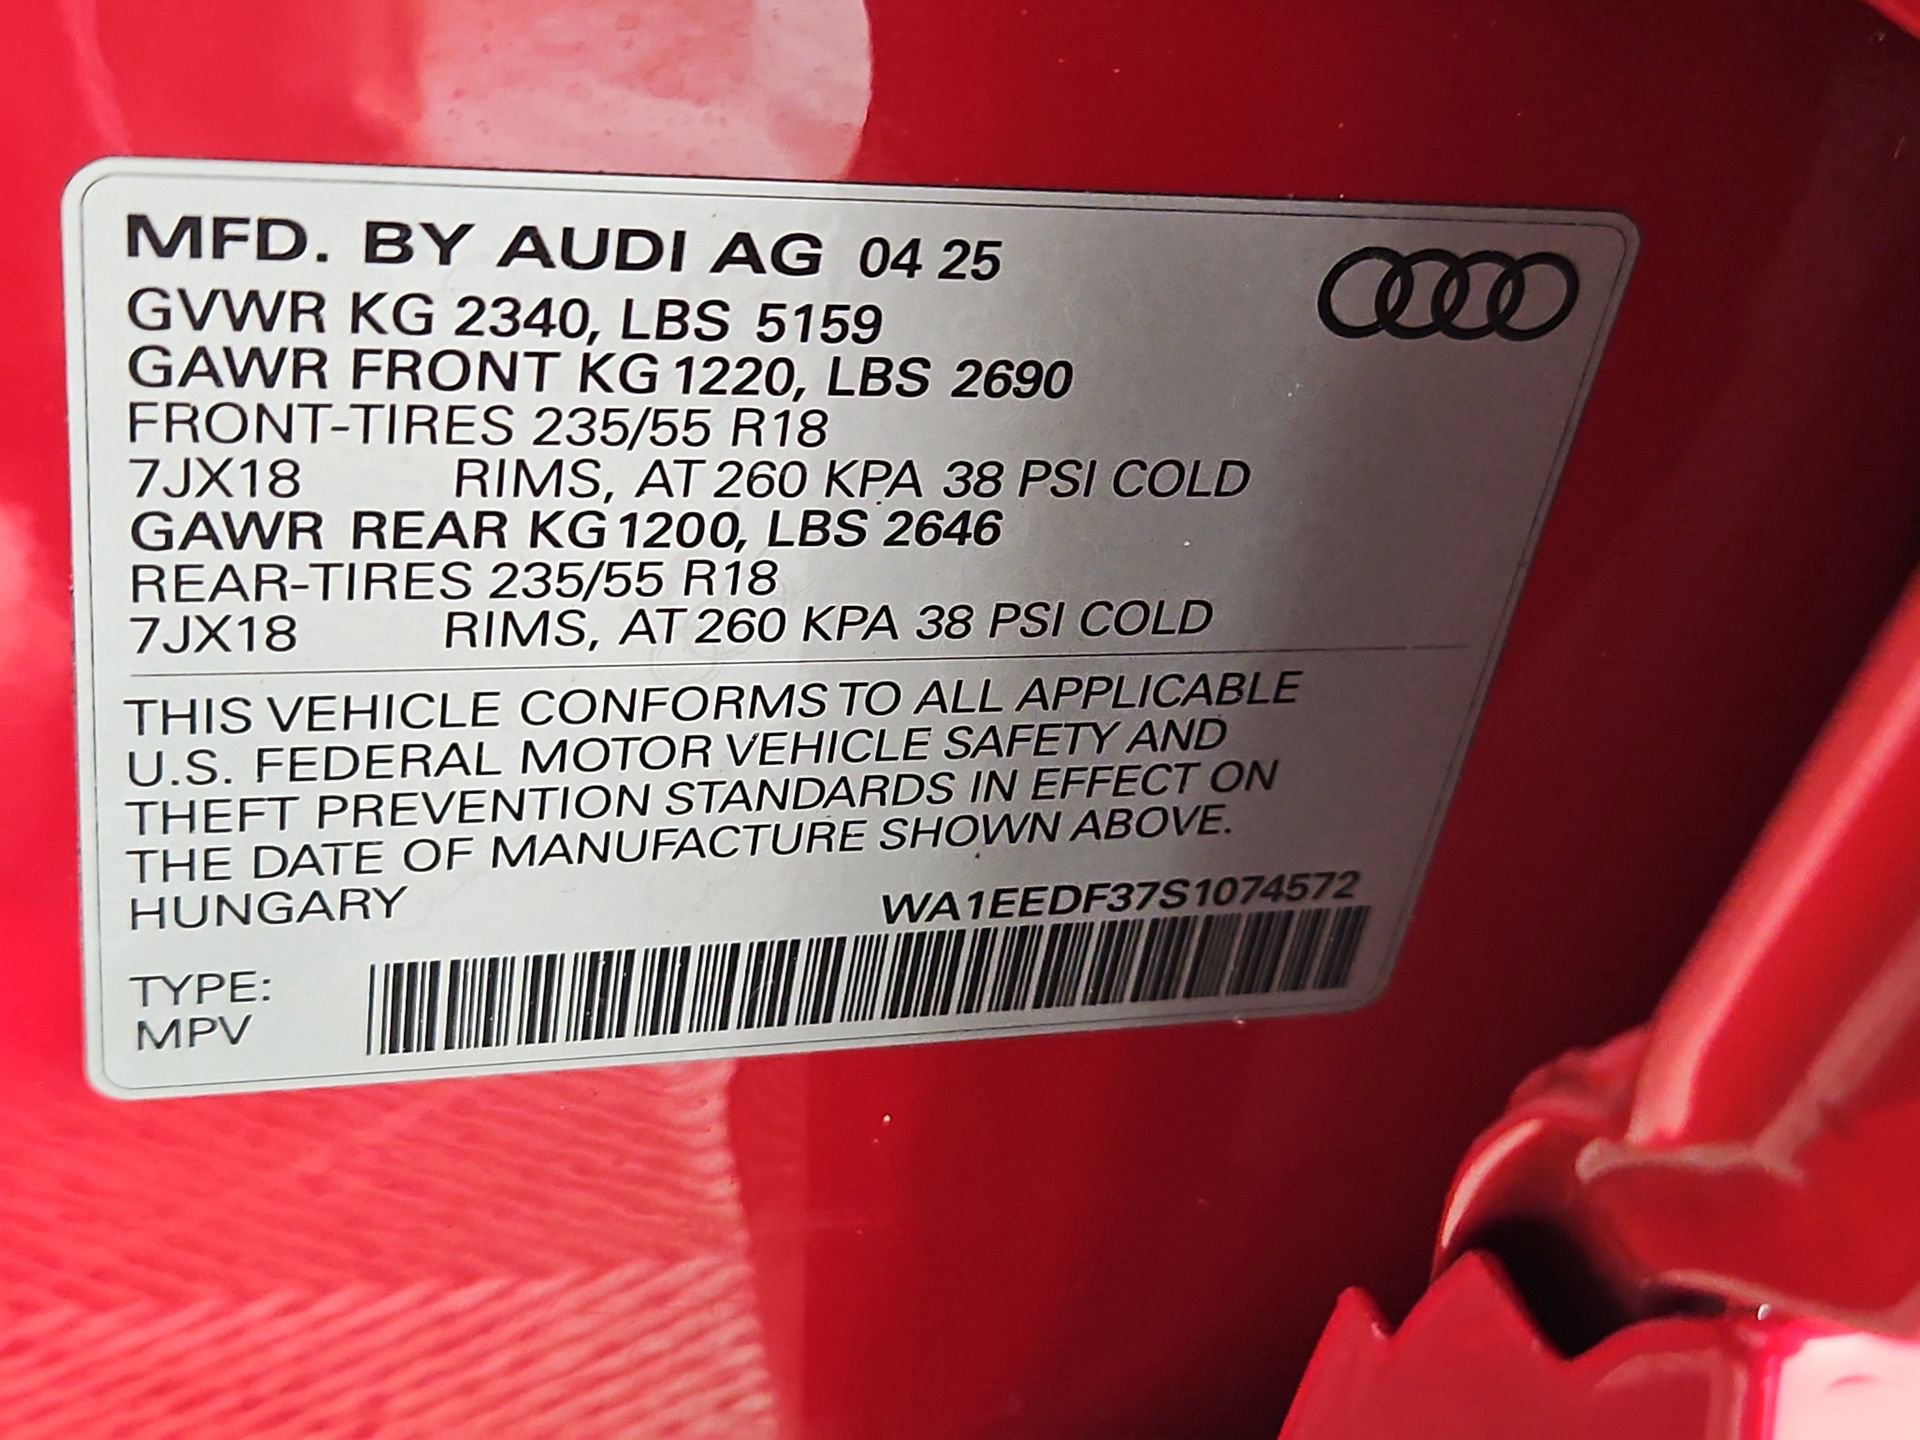 MFD. BY AUDI AG 04 25
GVWR KG 2340, LBS 5159
GAWR FRONT KG 1220, LBS 2690
FRONT-TIRES 235/55 R18
7JX18 RIMS, AT 260 KPA 38 PSI COLD
GAWR REAR KG 1200, LBS 2646
REAR-TIRES 235/55 R18
7JX18 RIMS, AT 260 KPA 38 PSI COLD
THIS VEHICLE CONFORMS TO ALL APPLICABLE
U.S. FEDERAL MOTOR VEHICLE SAFETY AND
THEFT PREVENTION STANDARDS IN EFFECT ON
THE DATE OF MANUFACTURE SHOWN ABOVE.
HUNGARY WA1EEDF37S1074572
TYPE:
MPV